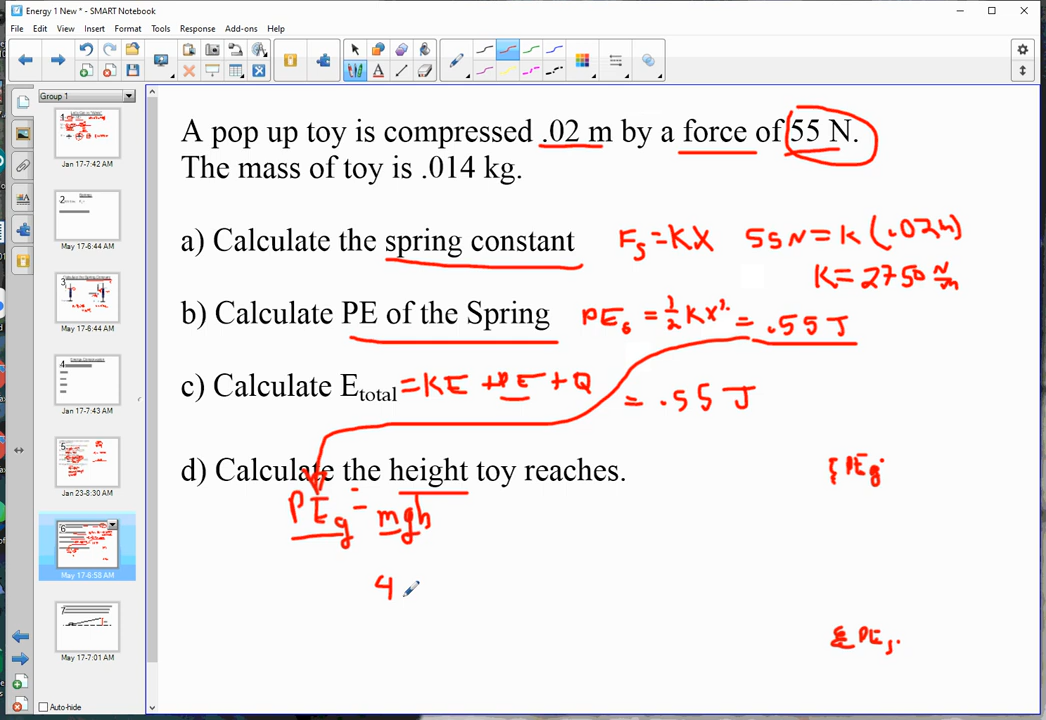 Energy 1 New * - SMART Notebook
File Edit View Insert Format Tools Response Add-ons Help
Group 1
Jan 17-7:42 AM
May 17-6:44 AM
May 17-6:48 AM
Jan 17-7:43 AM
Jan 23-8:30 AM
May 17-6:58 AM
May 17-7:01 AM
Auto-hide
A pop up toy is compressed .02 m by a force of 55 N.
The mass of toy is .014 kg.
a) Calculate the spring constant Fs = KX 55N = K (.02m)
K = 2750 N/m
b) Calculate PE of the Spring PEs = 1/2 KX² = .55 J
c) Calculate Etotal = KE + PE + Q = .55 J
d) Calculate the height toy reaches. PEg
PEg = mgh
4
PEs